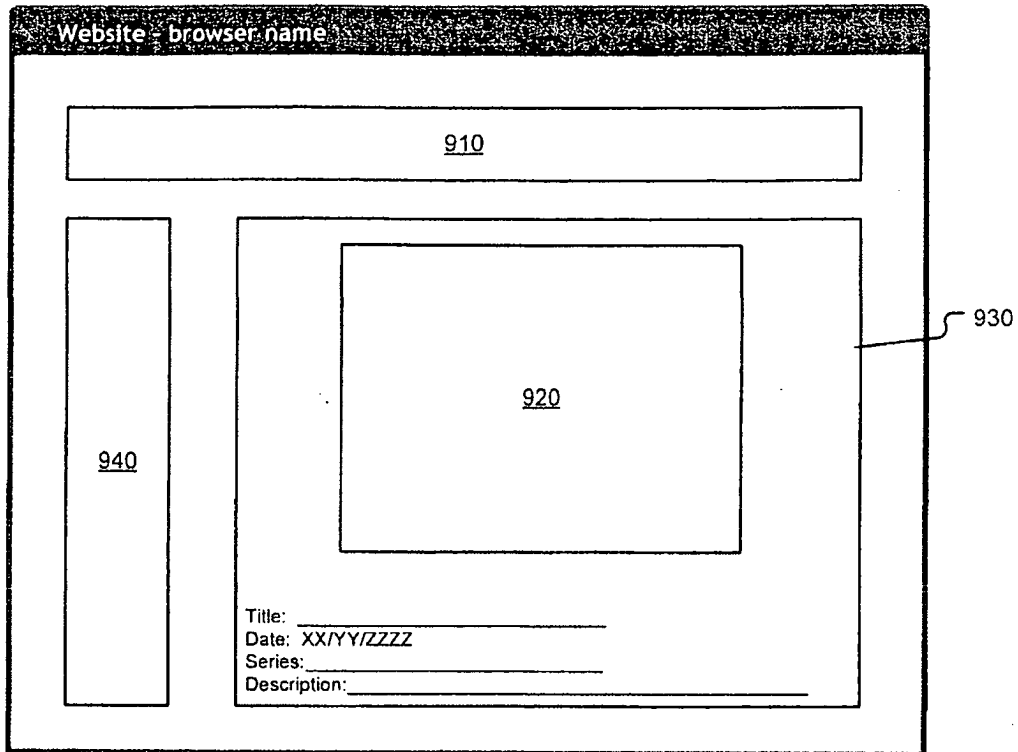 Website - browser name
910
930
920
940
Title:
Date: XX/YY/ZZZZ
Series:
Description: